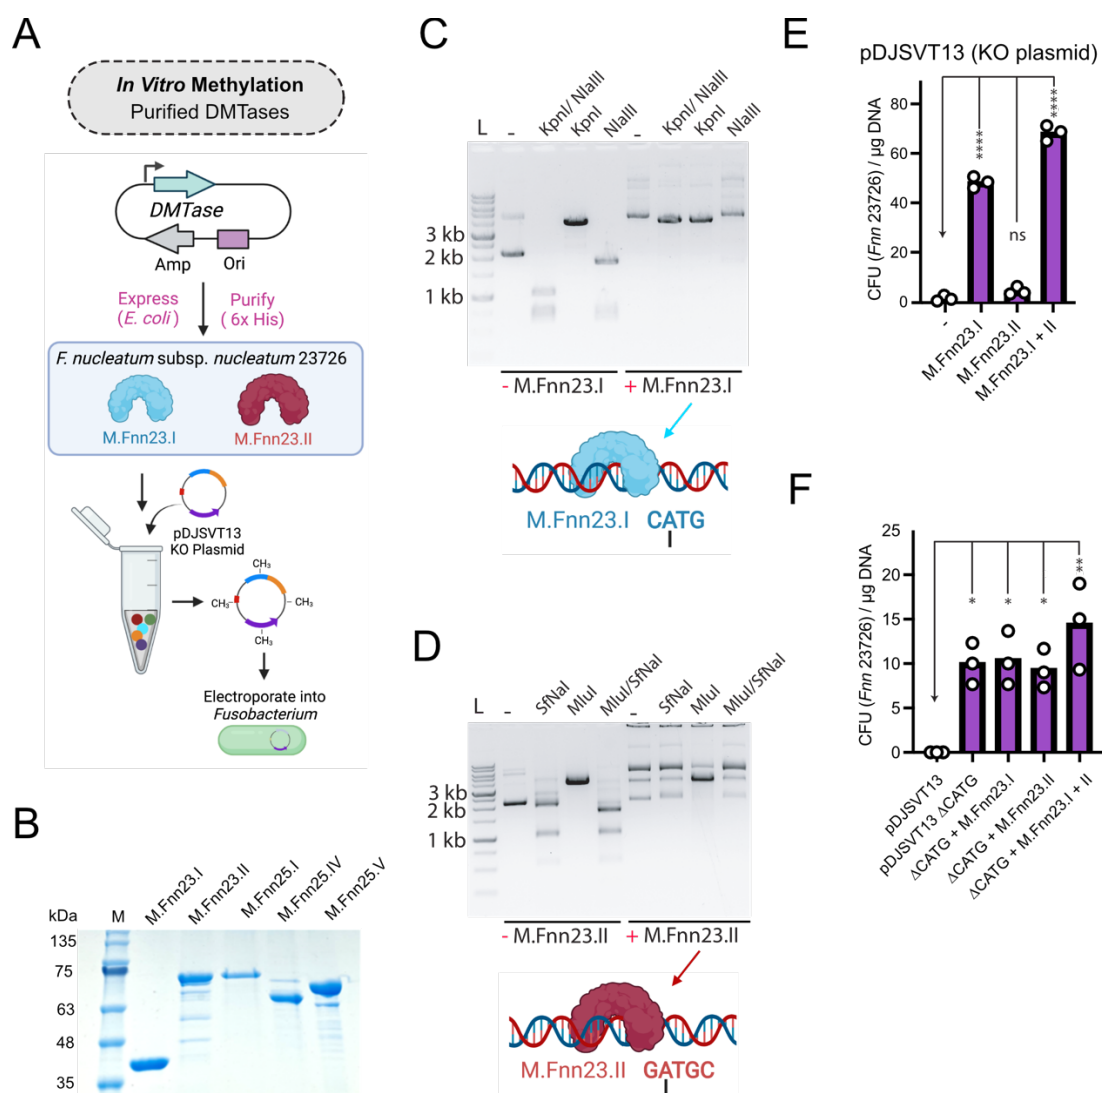 A
In Vitro Methylation
Purified DMTases
DMTase
Amp
Ori
Express
(E. coli)
Purify
(6x His)
F. nucleatum subsp. nucleatum 23726
M.Fnn23.I
M.Fnn23.II
pDJSVT13
KO Plasmid
CH₃
CH₃
CH₃
CH₃
Electroporate into
Fusobacterium
B
kDa
M
M.Fnn23.I
M.Fnn23.II
M.Fnn25.I
M.Fnn25.IV
M.Fnn25.V
135
75
63
48
35
C
L
-
KpnI/ NlaIII
KpnI
NlaIII
-
KpnI/ NlaIII
KpnI
NlaIII
3 kb
2 kb
1 kb
- M.Fnn23.I
+ M.Fnn23.I
M.Fnn23.I CATG
D
L
-
SfNaI
MluI
MluI/SfNaI
-
SfNaI
MluI
MluI/SfNaI
3 kb
2 kb
1 kb
- M.Fnn23.II
+ M.Fnn23.II
M.Fnn23.II GATGC
E
pDJSVT13 (KO plasmid)
CFU (Fnn 23726) / µg DNA
80
60
40
20
0
****
ns
****
-
M.Fnn23.I
M.Fnn23.II
M.Fnn23.I + II
F
CFU (Fnn 23726) / µg DNA
25
20
15
10
5
0
*
*
*
**
pDJSVT13
pDJSVT13 ΔCATG
ΔCATG + M.Fnn23.I
ΔCATG + M.Fnn23.II
ΔCATG + M.Fnn23.I + II